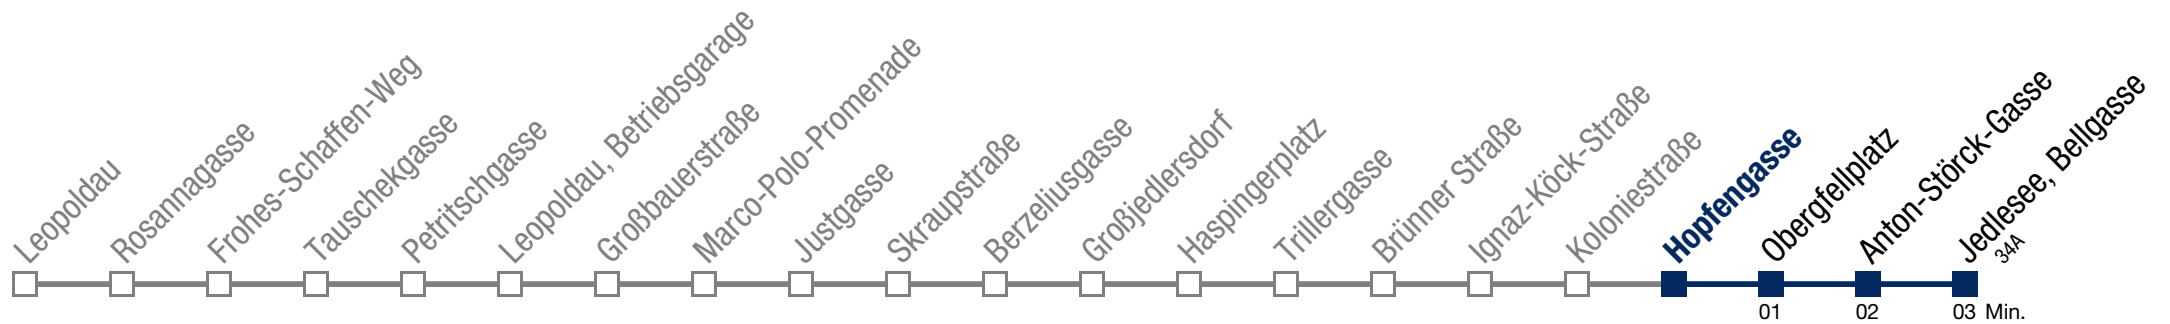 Leopoldau
Rosannagasse
Frohes-Schaffen-Weg
Tauschekgasse
Petritschgasse
Leopoldau, Betriebsgarage
Großbauerstraße
Marco-Polo-Promenade
Justgasse
Skraupstraße
Berzeliusgasse
Großjedlersdorf
Haspingerplatz
Trillergasse
Brünner Straße
Ignaz-Köck-Straße
Koloniestraße
Hopfengasse
Obergfellplatz
Anton-Störck-Gasse
Jedlesee, Bellgasse
34A
01 02 03 Min.